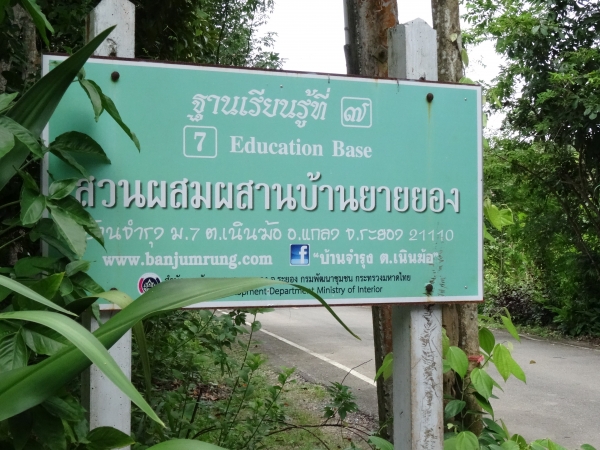 ฐานเรียนรู้ที่ ๗
7 Education Base
สวนผสมผสานบ้านยายยอง
บ้านจำรุง ม.7 ต.เนินฆ้อ อ.แกลง จ.ระยอง 21110
www.banjumrung.com f "บ้านจำรุง ต.เนินฆ้อ"
จ.ระยอง กรมพัฒนาชุมชน กระทรวงมหาดไทย
Department Ministry of Interior